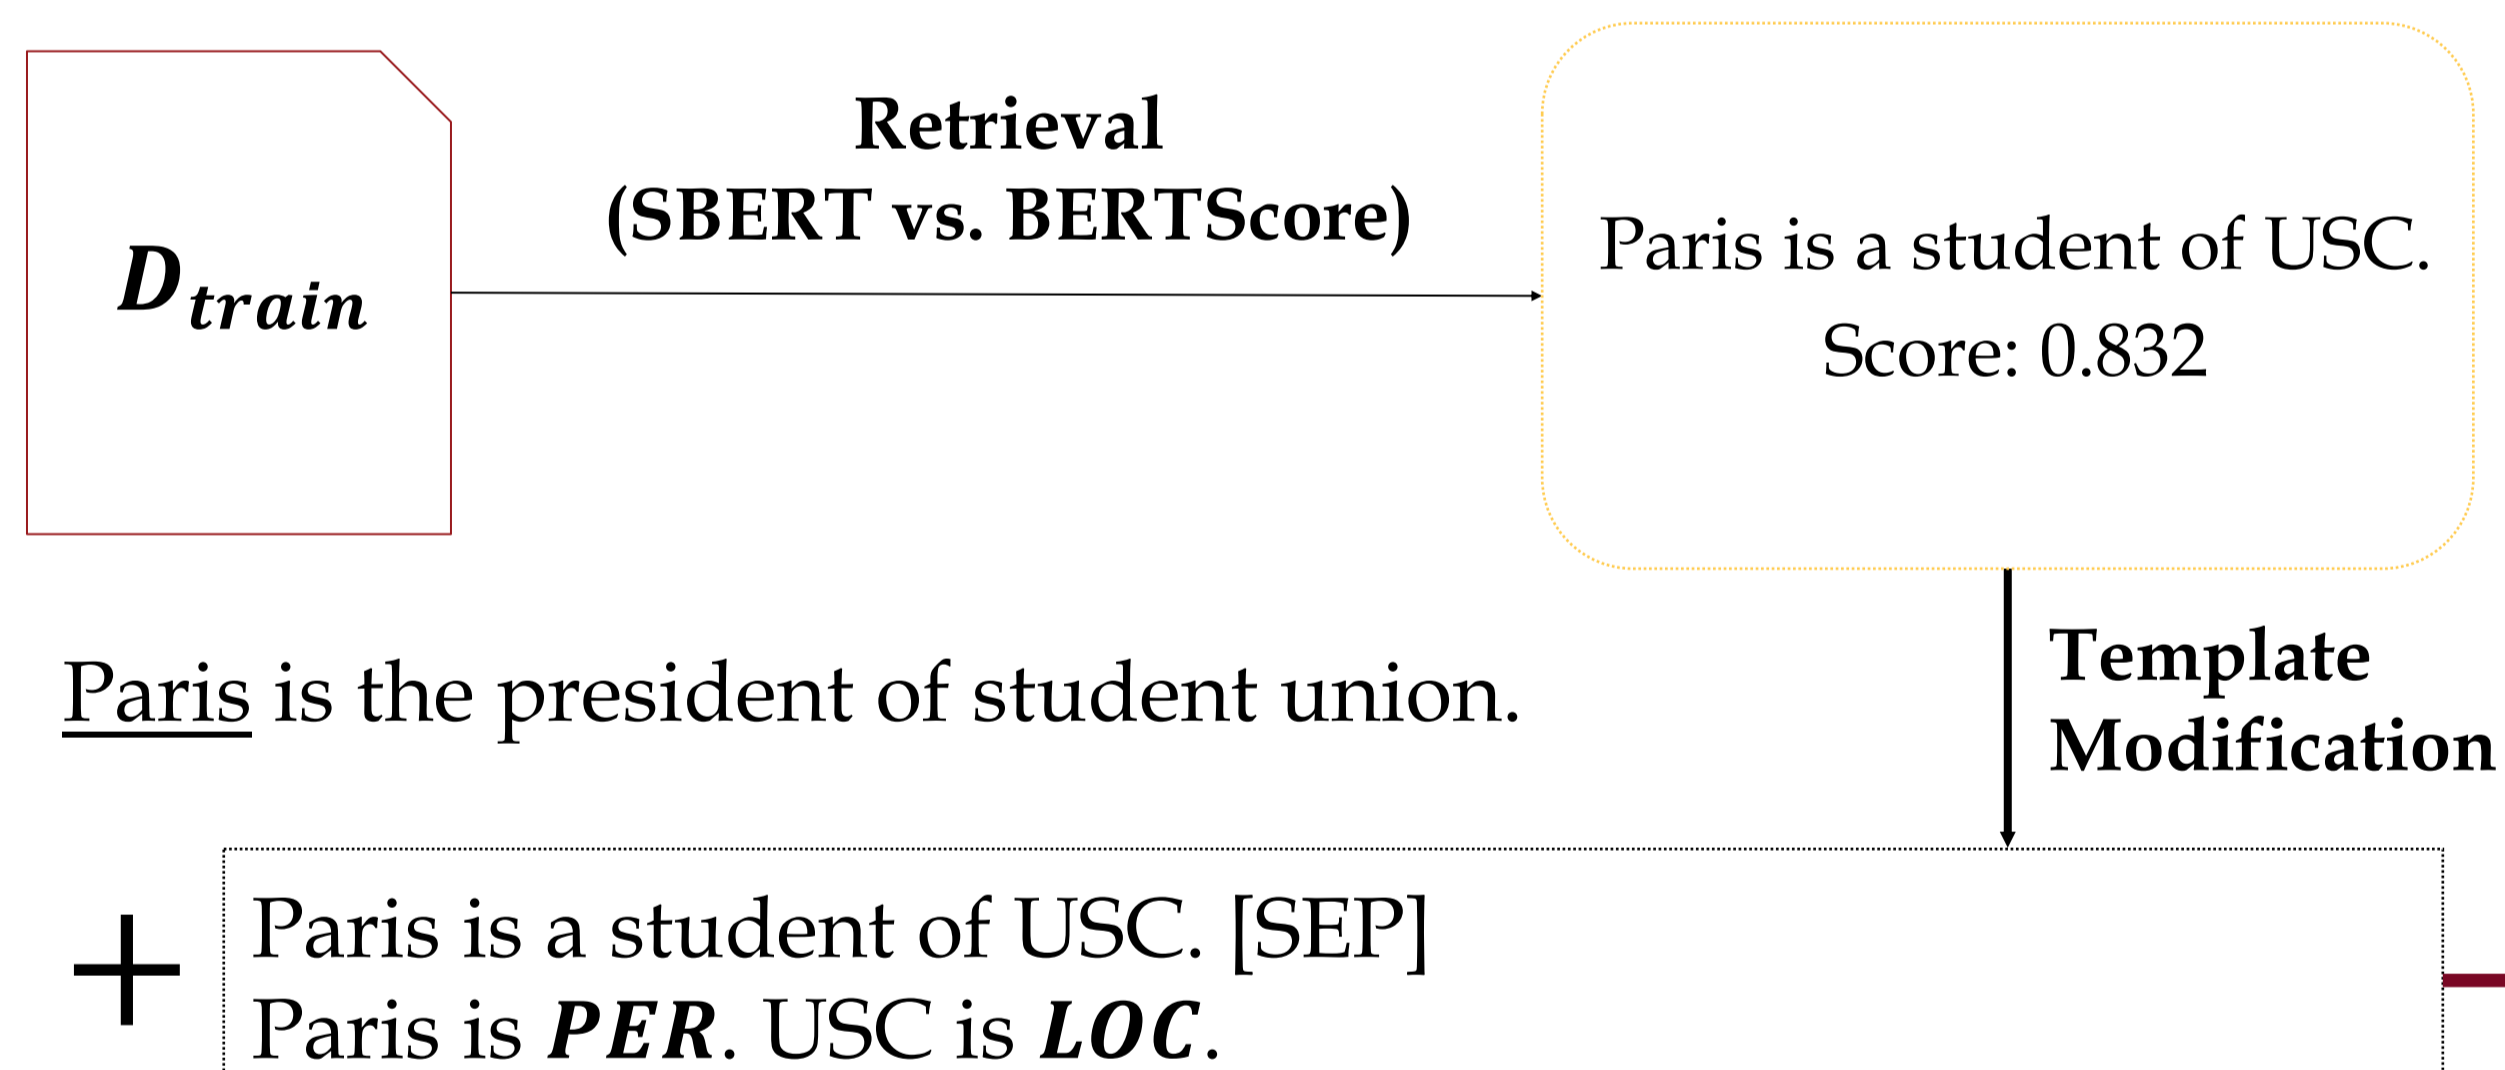 D_train
Retrieval
(SBERT vs. BERTScore)
Paris is a student of USC.
Score: 0.832
Template
Modification
Paris is the president of student union.
+
Paris is a student of USC. [SEP]
Paris is PER. USC is LOC.